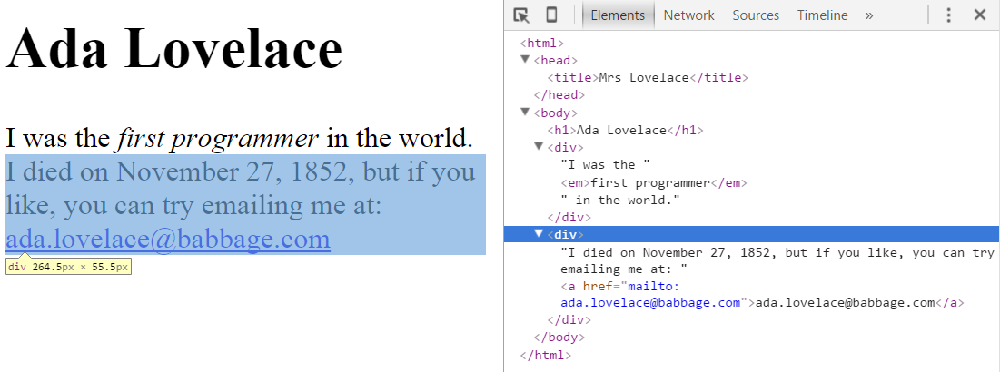 Ada Lovelace
I was the first programmer in the world.
I died on November 27, 1852, but if you
like, you can try emailing me at:
ada.lovelace@babbage.com
div 264.5px × 55.5px
Elements Network Sources Timeline »
<html>
<head>
<title>Mrs Lovelace</title>
</head>
<body>
<h1>Ada Lovelace</h1>
<div>
"I was the "
<em>first programmer</em>
" in the world."
</div>
<div>
"I died on November 27, 1852, but if you like, you can try
emailing me at: "
<a href="mailto:
ada.lovelace@babbage.com">ada.lovelace@babbage.com</a>
</div>
</body>
</html>